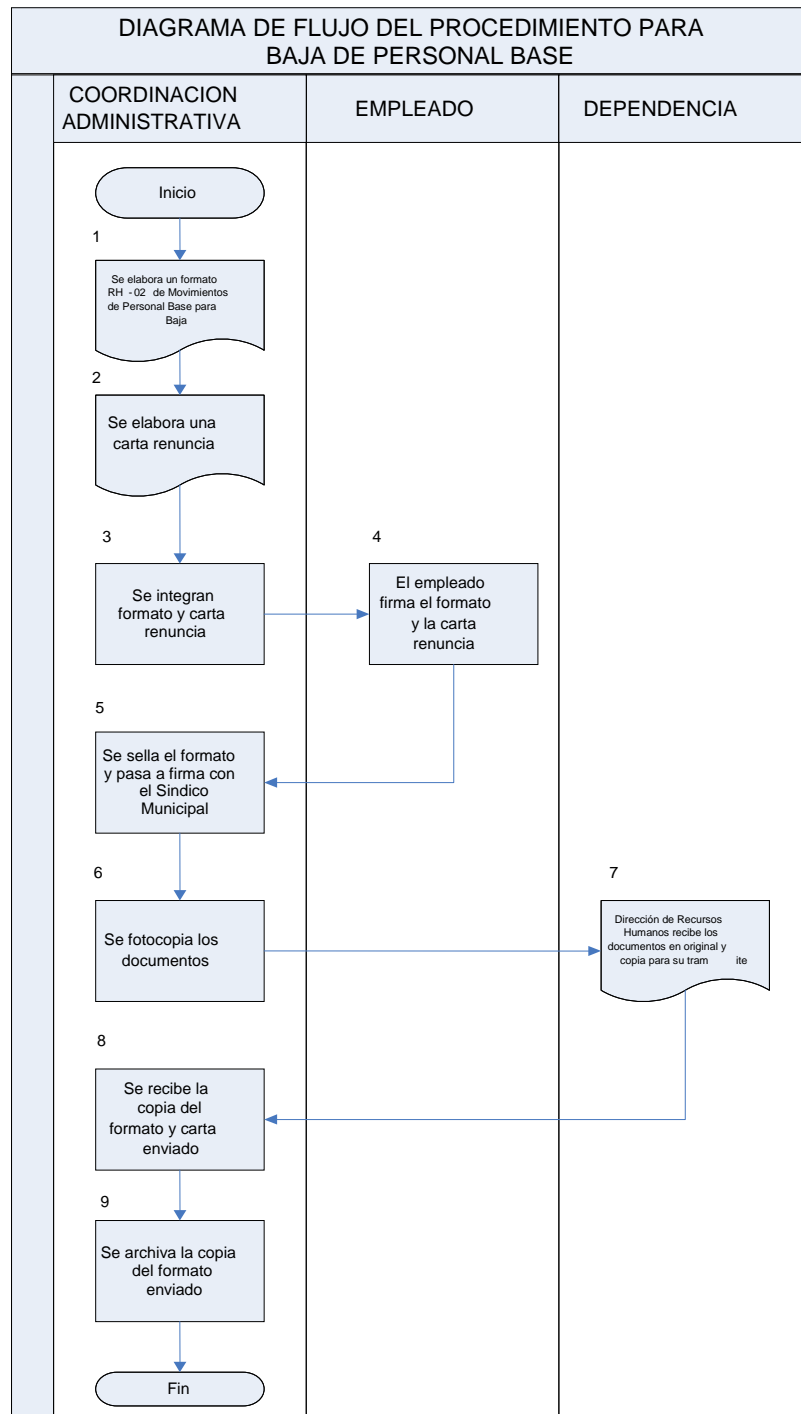 DIAGRAMA DE FLUJO DEL PROCEDIMIENTO PARA
BAJA DE PERSONAL BASE
COORDINACION
ADMINISTRATIVA
EMPLEADO
DEPENDENCIA
Inicio
1
Se elabora un formato
RH - 02 de Movimientos
de Personal Base para
Baja
2
Se elabora una
carta renuncia
3
Se integran
formato y carta
renuncia
4
El empleado
firma el formato
y la carta
renuncia
5
Se sella el formato
y pasa a firma con
el Sindico
Municipal
6
Se fotocopia los
documentos
7
Dirección de Recursos
Humanos recibe los
documentos en original y
copia para su tram ite
8
Se recibe la
copia del
formato y carta
enviado
9
Se archiva la copia
del formato
enviado
Fin